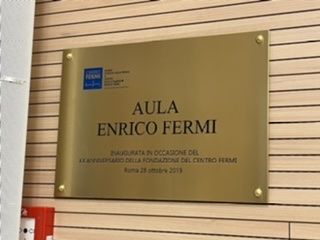 FERMI
AULA
ENRICO FERMI
INAUGURATA IN OCCASIONE DEL
XX ANNIVERSARIO DELLA FONDAZIONE DEL CENTRO FERMI
Roma 28 ottobre 2019